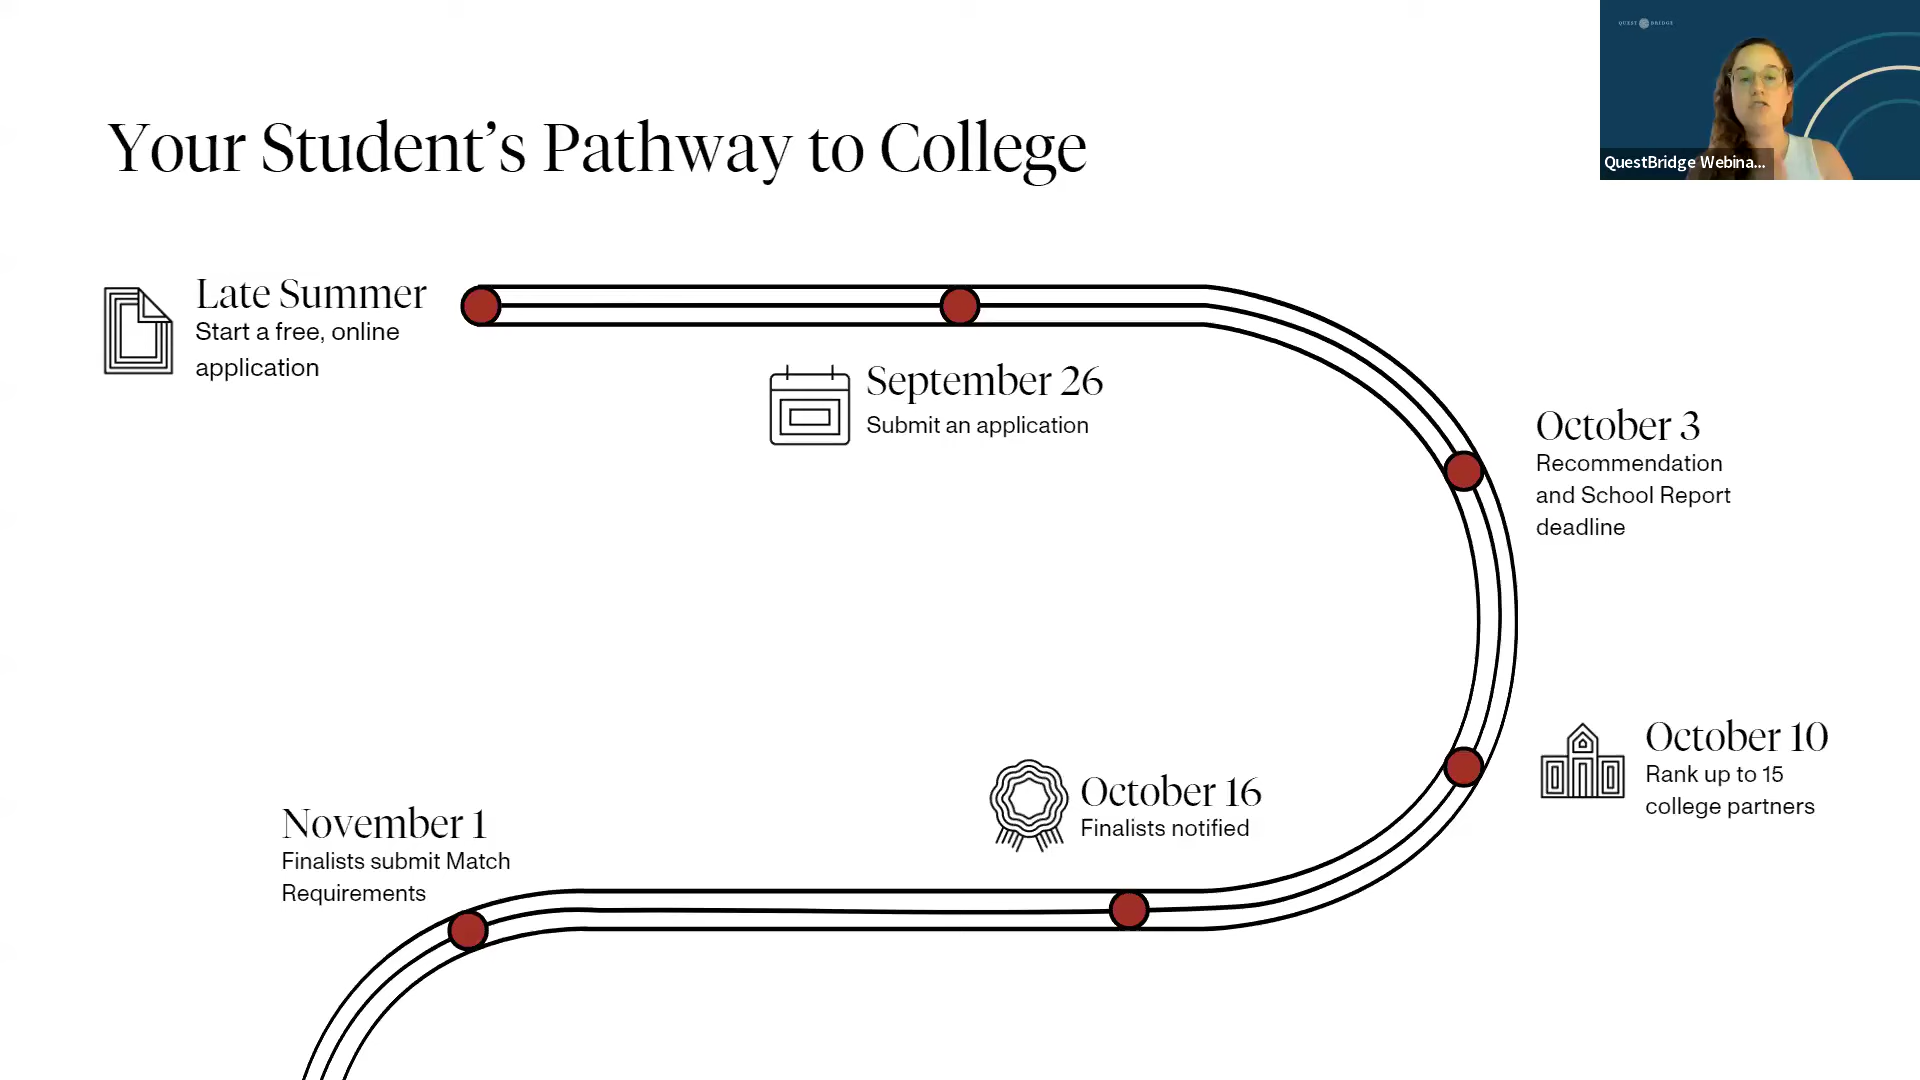 QUEST BRIDGE
QuestBridge Webina...
Your Student’s Pathway to College
Late Summer
Start a free, online
application
September 26
Submit an application
October 3
Recommendation
and School Report
deadline
October 10
Rank up to 15
college partners
October 16
Finalists notified
November 1
Finalists submit Match
Requirements